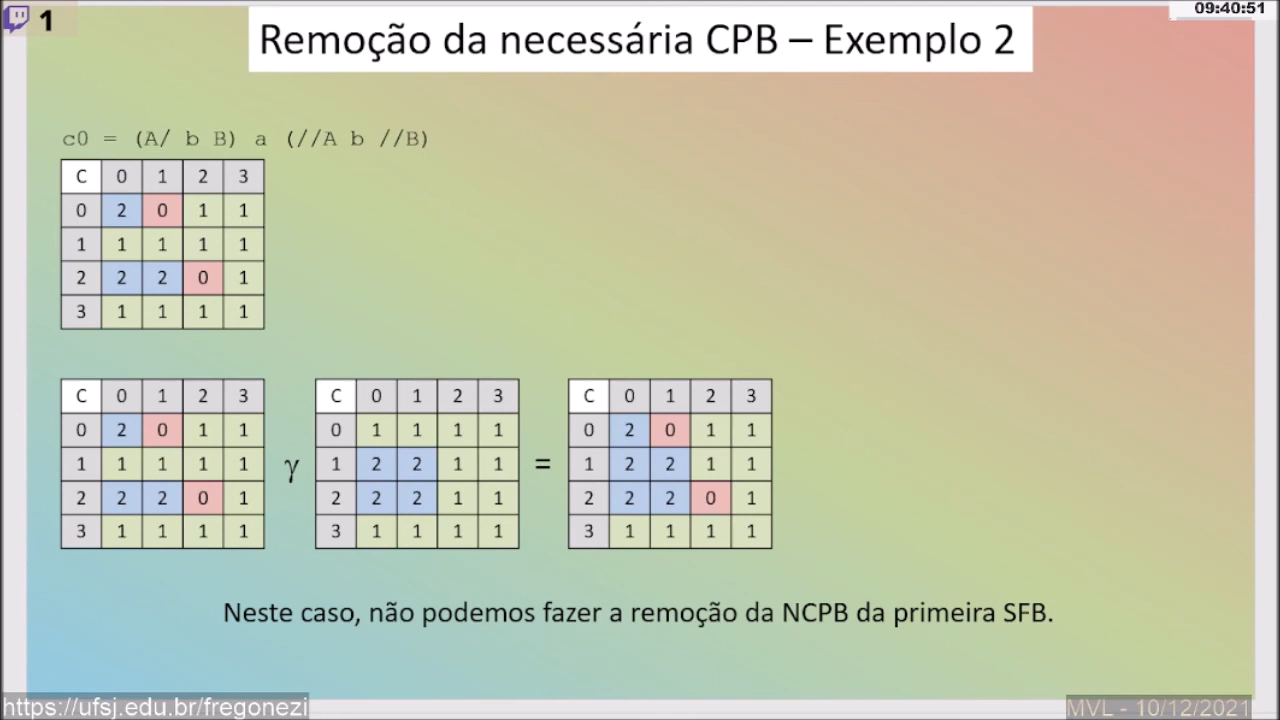 1
09:40:51
Remoção da necessária CPB – Exemplo 2
c0 = (A/ b B) a (//A b //B)
C 0 1 2 3
0 2 0 1 1
1 1 1 1 1
2 2 2 0 1
3 1 1 1 1
C 0 1 2 3
0 2 0 1 1
1 1 1 1 1
2 2 2 0 1
3 1 1 1 1
γ
C 0 1 2 3
0 1 1 1 1
1 2 2 1 1
2 2 2 1 1
3 1 1 1 1
=
C 0 1 2 3
0 2 0 1 1
1 2 2 1 1
2 2 2 0 1
3 1 1 1 1
Neste caso, não podemos fazer a remoção da NCPB da primeira SFB.
https://ufsj.edu.br/fregonezi
MVL - 10/12/2021